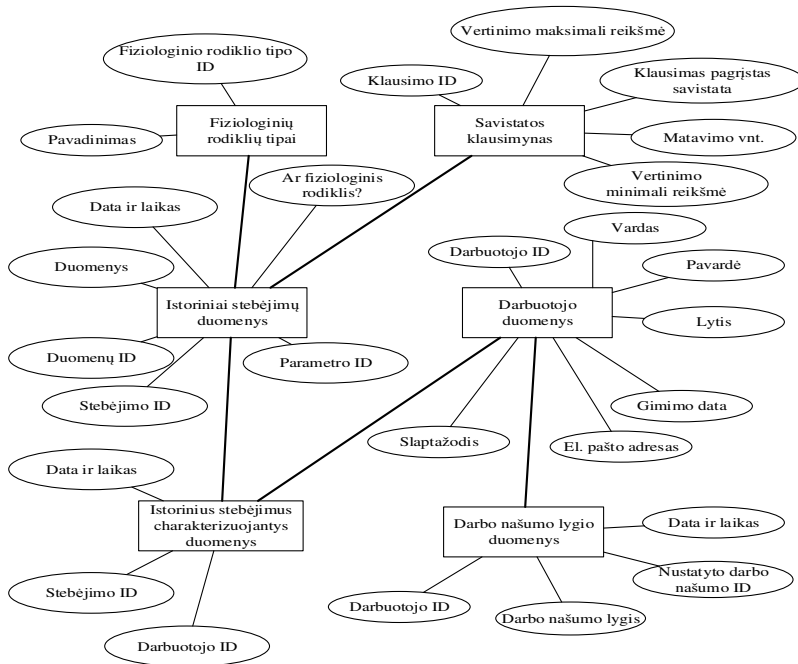 Vertinimo maksimali reikšmė
Fiziologinio rodiklio tipo
ID
Klausimo ID
Klausimas pagrįstas
savistata
Fiziologinių
rodiklių tipai
Savistatos
klausimynas
Pavadinimas
Matavimo vnt.
Ar fiziologinis
rodiklis?
Vertinimo
minimali reikšmė
Data ir laikas
Vardas
Darbuotojo ID
Duomenys
Pavardė
Istoriniai stebėjimų
duomenys
Darbuotojo
duomenys
Lytis
Duomenų ID
Parametro ID
Stebėjimo ID
Gimimo data
Slaptažodis
El. pašto adresas
Data ir laikas
Istorinius stebėjimus
charakterizuojantys
duomenys
Darbo našumo lygio
duomenys
Data ir laikas
Nustatyto darbo
našumo ID
Stebėjimo ID
Darbuotojo ID
Darbo našumo lygis
Darbuotojo ID